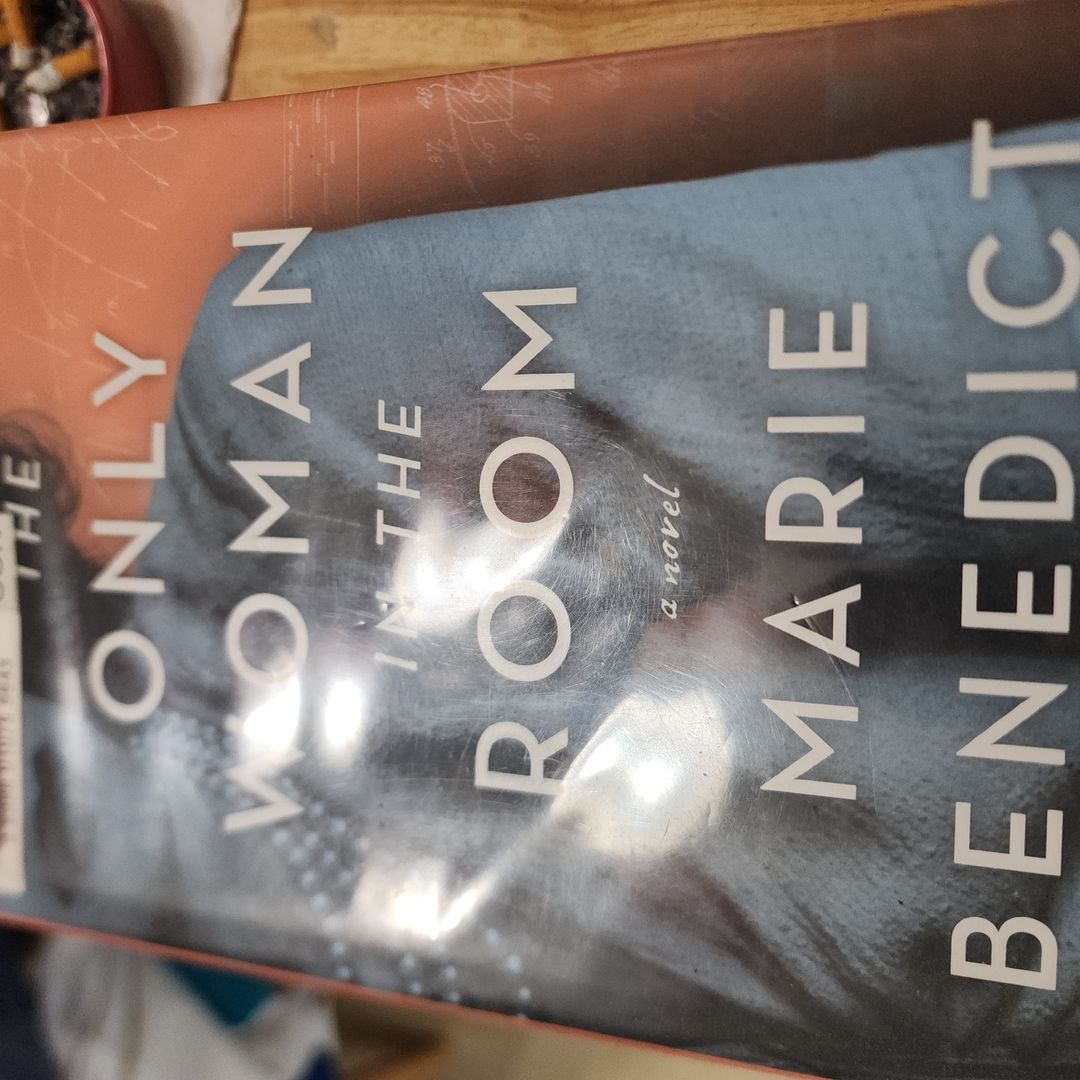 THE
ONLY
WOMAN
IN THE
ROOM
a novel
MARIE
BENEDICT